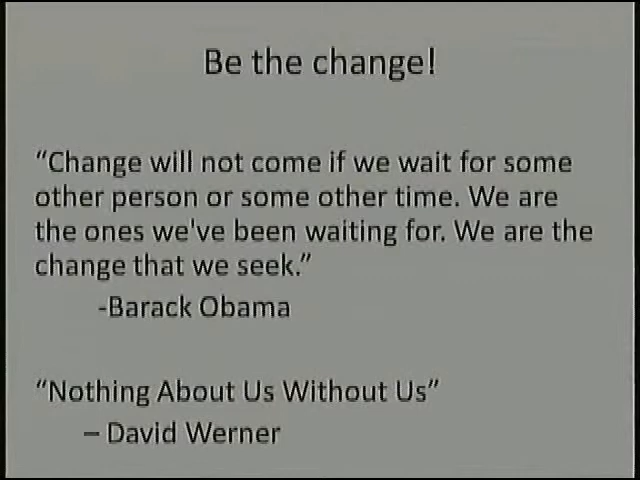 Be the change!
“Change will not come if we wait for some
other person or some other time. We are
the ones we've been waiting for. We are the
change that we seek.”
-Barack Obama
“Nothing About Us Without Us”
– David Werner